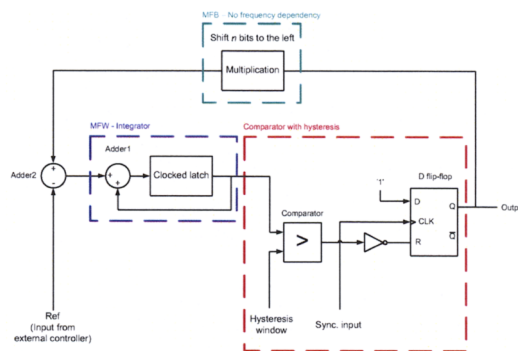 MFB - No frequency dependency
Shift n bits to the left
Multiplication
MFW - Integrator
Comparator with hysteresis
Adder1
D flip-flop
Adder2
+
-
+
+
Clocked latch
'1'
D
Q
Outp
Comparator
CLK
>
R
Q
Ref
(Input from
external controller)
Hysteresis
window
Sync. input